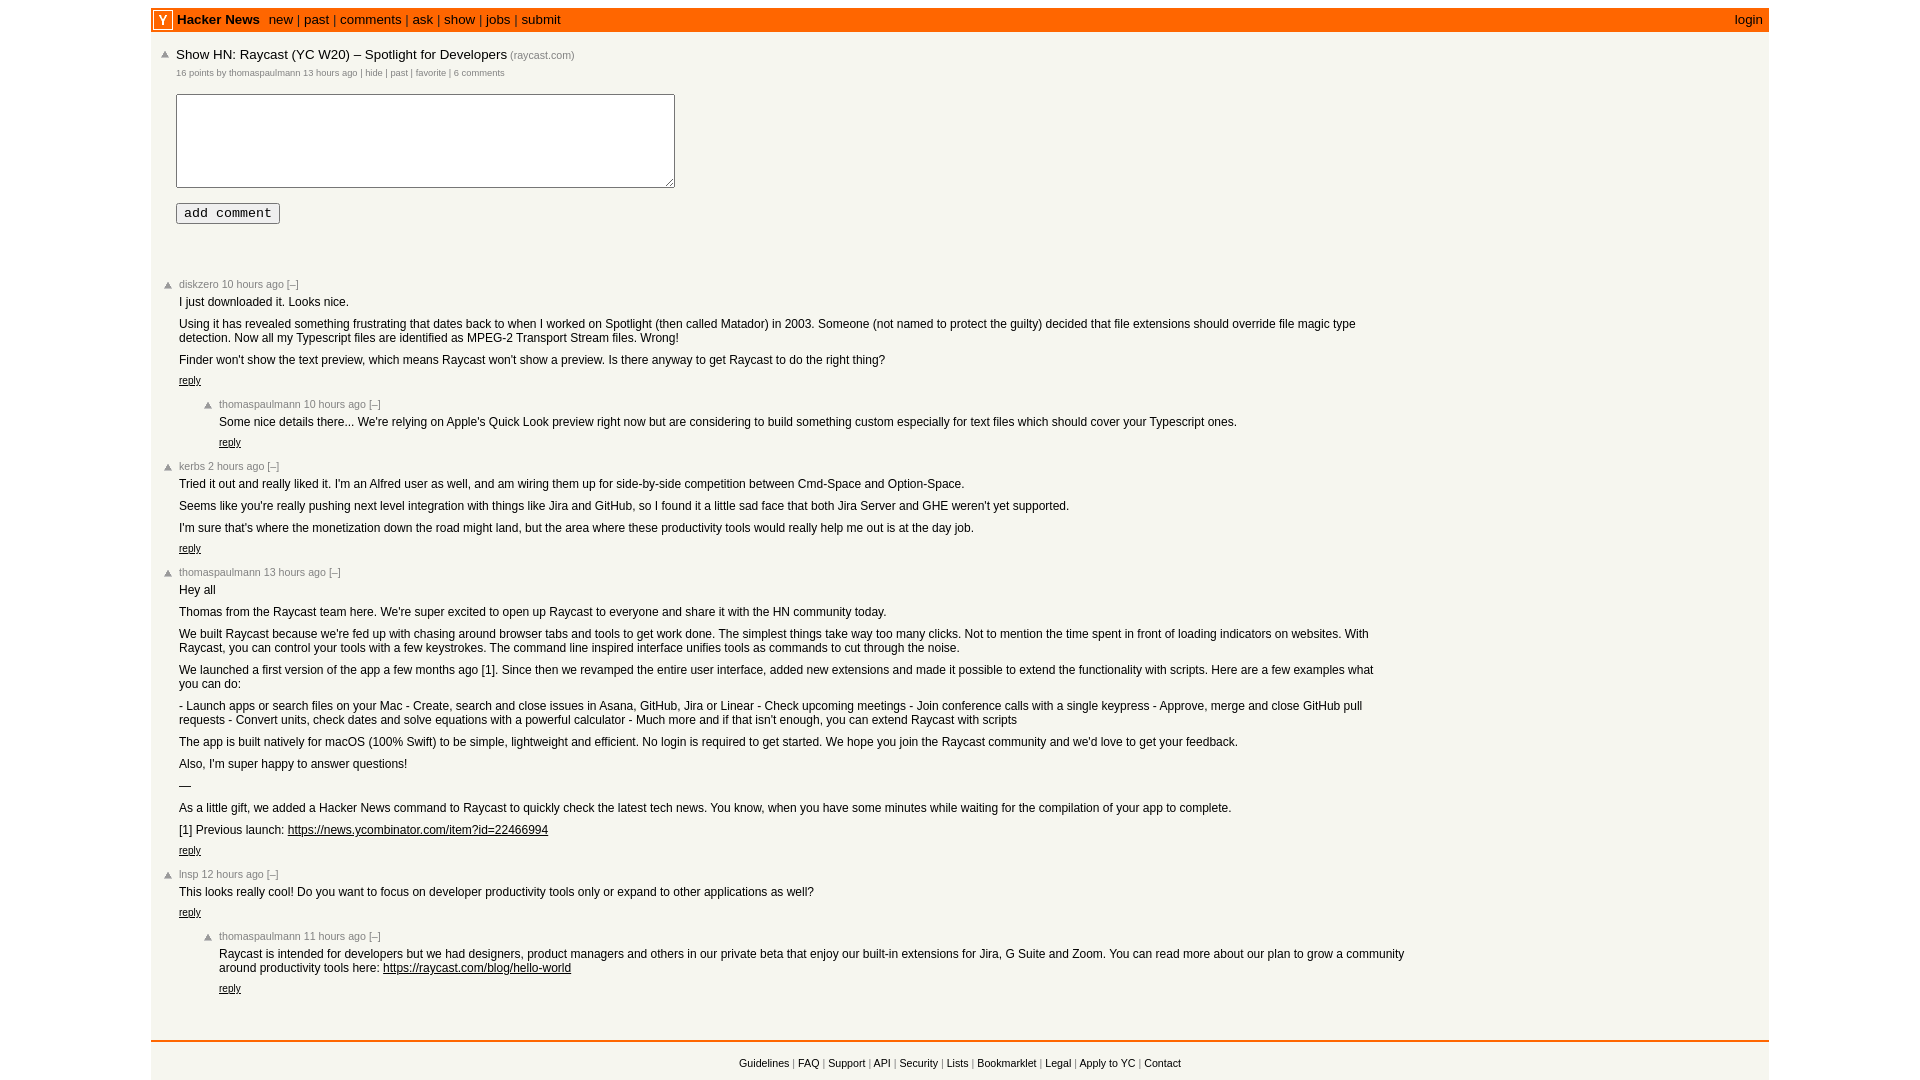 Y Hacker News new | past | comments | ask | show | jobs | submit login
Show HN: Raycast (YC W20) – Spotlight for Developers (raycast.com)
16 points by thomaspaulmann 13 hours ago | hide | past | favorite | 6 comments
add comment
diskzero 10 hours ago [–]
I just downloaded it. Looks nice.
Using it has revealed something frustrating that dates back to when I worked on Spotlight (then called Matador) in 2003. Someone (not named to protect the guilty) decided that file extensions should override file magic type
detection. Now all my Typescript files are identified as MPEG-2 Transport Stream files. Wrong!
Finder won't show the text preview, which means Raycast won't show a preview. Is there anyway to get Raycast to do the right thing?
reply
thomaspaulmann 10 hours ago [–]
Some nice details there... We're relying on Apple's Quick Look preview right now but are considering to build something custom especially for text files which should cover your Typescript ones.
reply
kerbs 2 hours ago [–]
Tried it out and really liked it. I'm an Alfred user as well, and am wiring them up for side-by-side competition between Cmd-Space and Option-Space.
Seems like you're really pushing next level integration with things like Jira and GitHub, so I found it a little sad face that both Jira Server and GHE weren't yet supported.
I'm sure that's where the monetization down the road might land, but the area where these productivity tools would really help me out is at the day job.
reply
thomaspaulmann 13 hours ago [–]
Hey all
Thomas from the Raycast team here. We're super excited to open up Raycast to everyone and share it with the HN community today.
We built Raycast because we're fed up with chasing around browser tabs and tools to get work done. The simplest things take way too many clicks. Not to mention the time spent in front of loading indicators on websites. With
Raycast, you can control your tools with a few keystrokes. The command line inspired interface unifies tools as commands to cut through the noise.
We launched a first version of the app a few months ago [1]. Since then we revamped the entire user interface, added new extensions and made it possible to extend the functionality with scripts. Here are a few examples what
you can do:
- Launch apps or search files on your Mac - Create, search and close issues in Asana, GitHub, Jira or Linear - Check upcoming meetings - Join conference calls with a single keypress - Approve, merge and close GitHub pull
requests - Convert units, check dates and solve equations with a powerful calculator - Much more and if that isn't enough, you can extend Raycast with scripts
The app is built natively for macOS (100% Swift) to be simple, lightweight and efficient. No login is required to get started. We hope you join the Raycast community and we'd love to get your feedback.
Also, I'm super happy to answer questions!
—
As a little gift, we added a Hacker News command to Raycast to quickly check the latest tech news. You know, when you have some minutes while waiting for the compilation of your app to complete.
[1] Previous launch: https://news.ycombinator.com/item?id=22466994
reply
lnsp 12 hours ago [–]
This looks really cool! Do you want to focus on developer productivity tools only or expand to other applications as well?
reply
thomaspaulmann 11 hours ago [–]
Raycast is intended for developers but we had designers, product managers and others in our private beta that enjoy our built-in extensions for Jira, G Suite and Zoom. You can read more about our plan to grow a community
around productivity tools here: https://raycast.com/blog/hello-world
reply
Guidelines | FAQ | Support | API | Security | Lists | Bookmarklet | Legal | Apply to YC | Contact